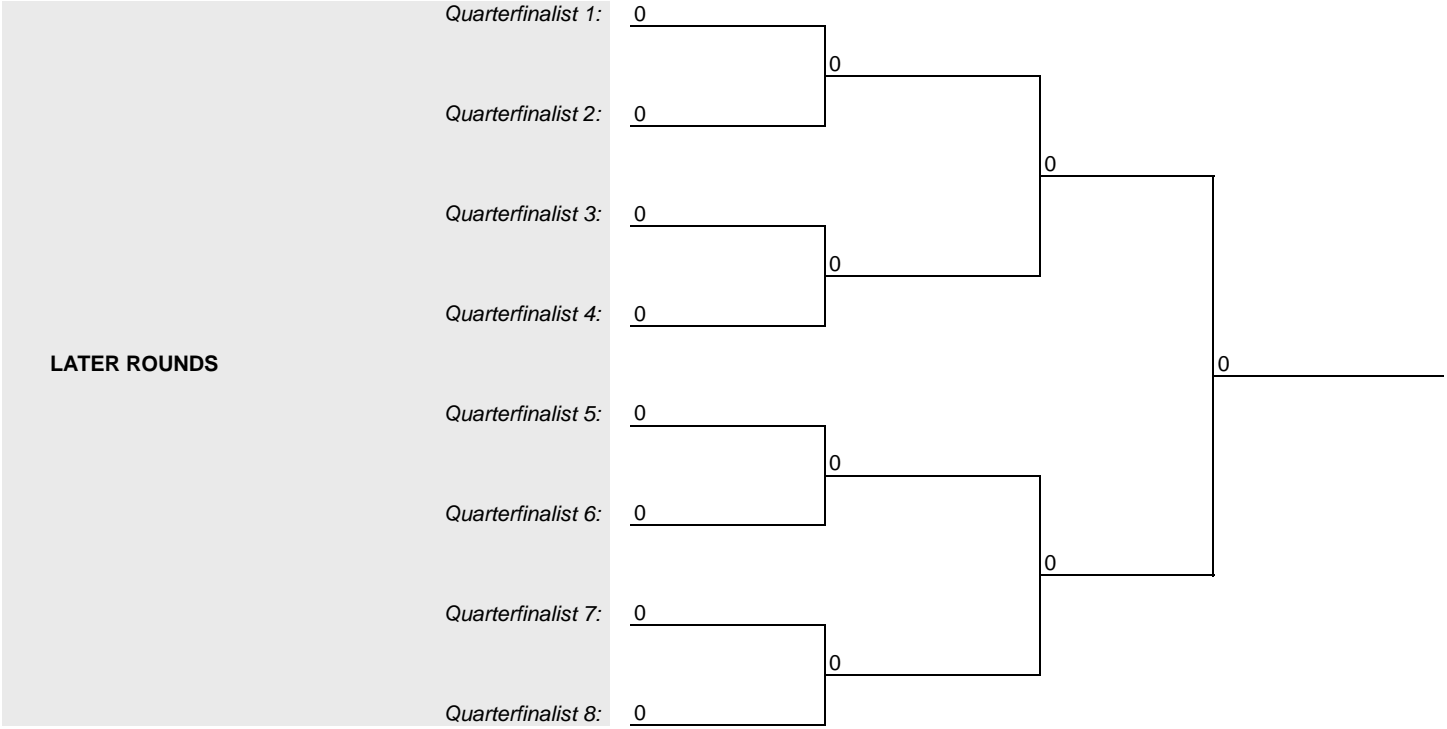 Quarterfinalist 1: 0
0
Quarterfinalist 2: 0
0
Quarterfinalist 3: 0
0
Quarterfinalist 4: 0
LATER ROUNDS 0
Quarterfinalist 5: 0
0
Quarterfinalist 6: 0
0
Quarterfinalist 7: 0
0
Quarterfinalist 8: 0